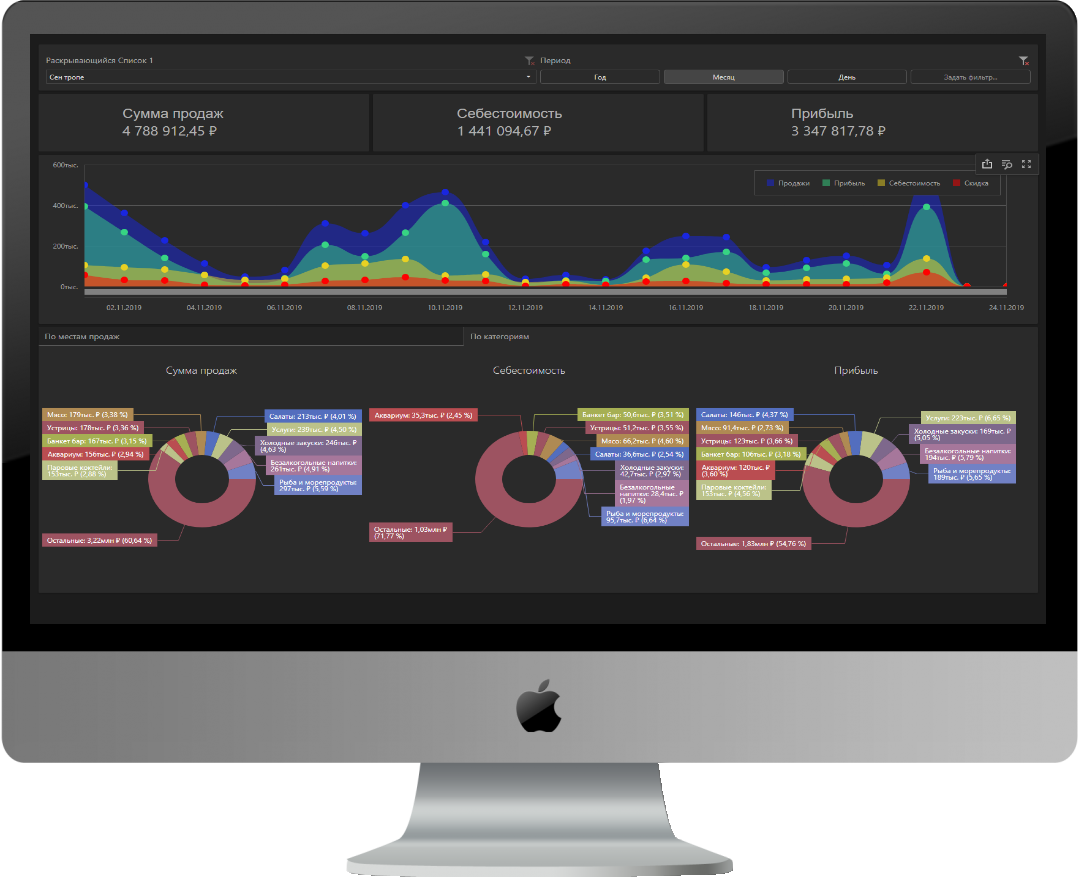 Раскрывающийся Список 1
Период
Сен тропе
Год
Месяц
День
Задать фильтр...
Сумма продаж
4 788 912,45 ₽
Себестоимость
1 441 094,67 ₽
Прибыль
3 347 817,78 ₽
600тыс.
400тыс.
200тыс.
0тыс.
Продажи
Прибыль
Себестоимость
Скидка
02.11.2019
04.11.2019
06.11.2019
08.11.2019
10.11.2019
12.11.2019
14.11.2019
16.11.2019
18.11.2019
20.11.2019
22.11.2019
24.11.2019
По местам продаж
По категориям
Сумма продаж
Мясо: 179тыс. ₽ (3,38 %)
Устрицы: 178тыс. ₽ (3,36 %)
Банкет бар: 167тыс. ₽ (3,15 %)
Аквариум: 156тыс. ₽ (2,94 %)
Паровые коктейли:
153тыс. ₽ (2,88 %)
Остальные: 3,22млн ₽ (60,64 %)
Салаты: 213тыс. ₽ (4,01 %)
Услуги: 239тыс. ₽ (4,50 %)
Холодные закуски: 246тыс. ₽
(4,63 %)
Безалкогольные напитки:
261тыс. ₽ (4,91 %)
Рыба и морепродукты:
297тыс. ₽ (5,59 %)
Себестоимость
Аквариум: 35,3тыс. ₽ (2,45 %)
Остальные: 1,03млн ₽
(71,77 %)
Банкет бар: 50,6тыс. ₽ (3,51 %)
Устрицы: 51,2тыс. ₽ (3,55 %)
Мясо: 66,2тыс. ₽ (4,60 %)
Салаты: 36,6тыс. ₽ (2,54 %)
Холодные закуски:
42,7тыс. ₽ (2,97 %)
Безалкогольные
напитки: 28,4тыс. ₽
(1,97 %)
Рыба и морепродукты:
95,7тыс. ₽ (6,64 %)
Прибыль
Салаты: 146тыс. ₽ (4,37 %)
Мясо: 91,4тыс. ₽ (2,73 %)
Устрицы: 123тыс. ₽ (3,66 %)
Банкет бар: 106тыс. ₽ (3,18 %)
Аквариум: 120тыс. ₽
(3,60 %)
Паровые коктейли:
153тыс. ₽ (4,56 %)
Остальные: 1,83млн ₽ (54,76 %)
Услуги: 223тыс. ₽ (6,65 %)
Холодные закуски: 169тыс. ₽
(5,05 %)
Безалкогольные напитки:
194тыс. ₽ (5,79 %)
Рыба и морепродукты:
189тыс. ₽ (5,65 %)